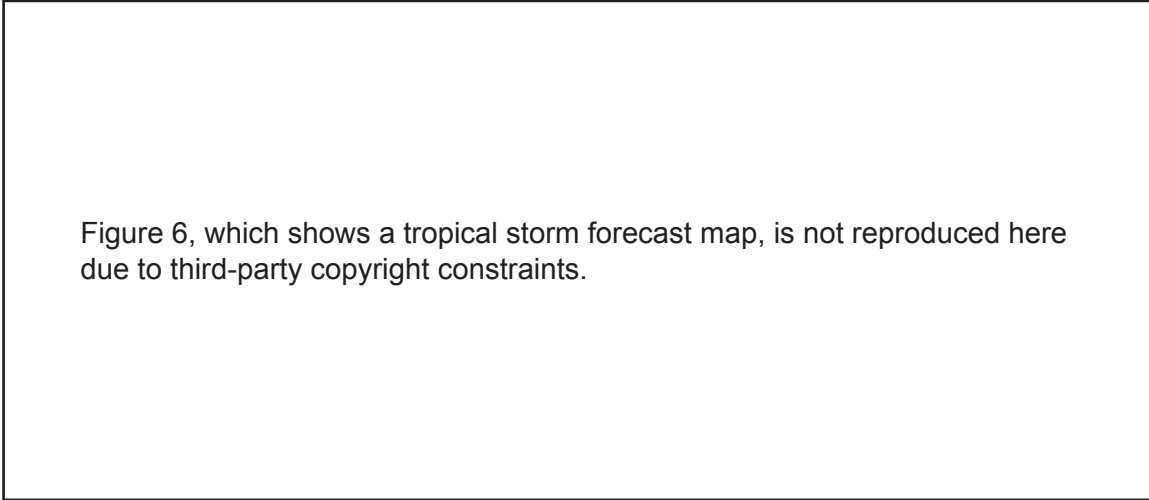 Figure 6, which shows a tropical storm forecast map, is not reproduced here
due to third-party copyright constraints.